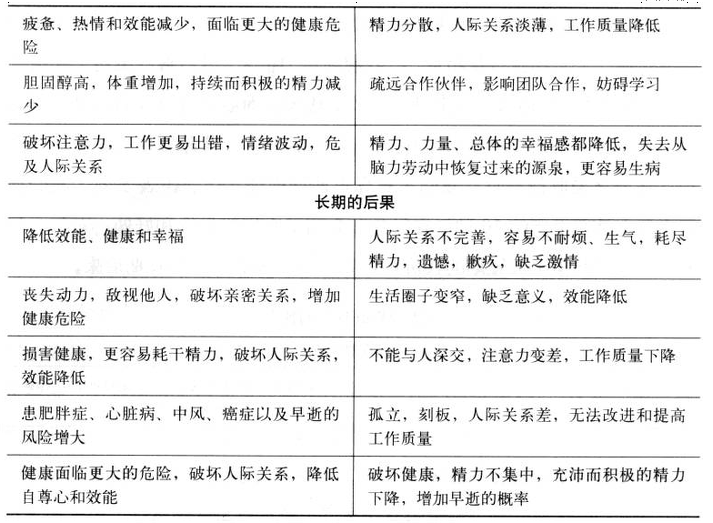 疲惫、热情和效能减少，面临更大的健康危
险
精力分散，人际关系淡薄，工作质量降低
胆固醇高，体重增加，持续而积极的精力减
少
疏远合作伙伴，影响团队合作，妨碍学习
破坏注意力，工作更易出错，情绪波动，危
及人际关系
精力、力量、总体的幸福感都降低，失去从
脑力劳动中恢复过来的源泉，更容易生病
长期的后果
降低效能、健康和幸福
人际关系不完善，容易不耐烦、生气，耗尽
精力，遗憾，歉疚，缺乏激情
丧失动力，敌视他人，破坏亲密关系，增加
健康危险
生活圈子变窄，缺乏意义，效能降低
损害健康，更容易耗干精力，破坏人际关系，
效能降低
不能与人深交，注意力变差，工作质量下降
患肥胖症、心脏病、中风、癌症以及早逝的
风险增大
孤立，刻板，人际关系差，无法改进和提高
工作质量
健康面临更大的危险，破坏人际关系，降低
自尊心和效能
破坏健康，精力不集中，充沛而积极的精力
下降，增加早逝的概率